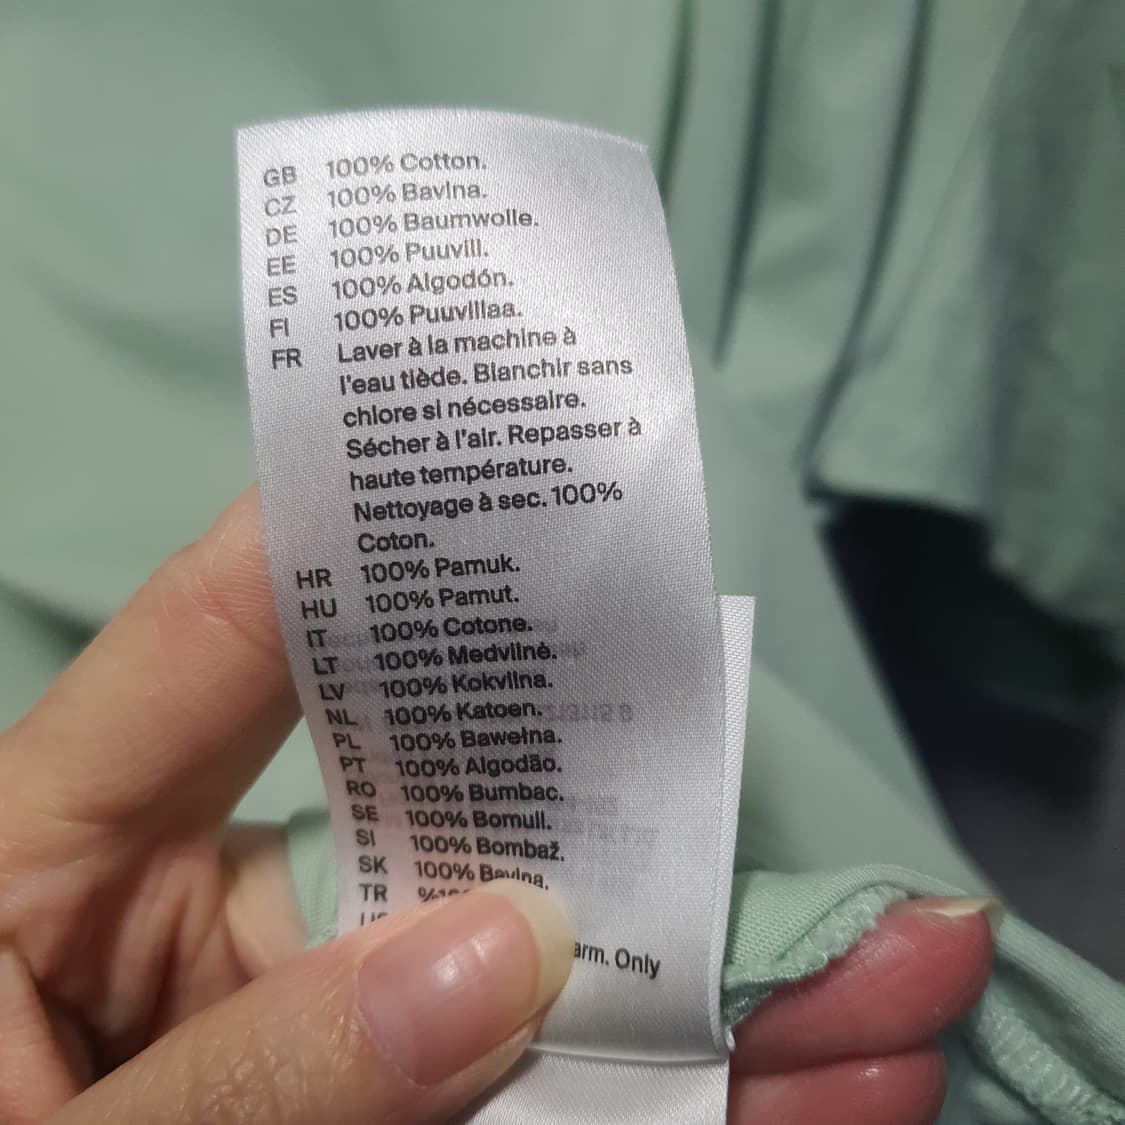 GB 100% Cotton.
CZ 100% Bavlna.
DE 100% Baumwolle.
EE 100% Puuvill.
ES 100% Algodón.
FI 100% Puuvillaa.
FR Laver à la machine à
l'eau tiède. Blanchir sans
chlore si nécessaire.
Sécher à l'air. Repasser à
haute température.
Nettoyage à sec. 100%
Coton.
HR 100% Pamuk.
HU 100% Pamut.
IT 100% Cotone.
LT 100% Medvilnė.
LV 100% Kokvilna.
NL 100% Katoen.
PL 100% Bawełna.
PT 100% Algodão.
RO 100% Bumbac.
SE 100% Bomull.
SI 100% Bombaž.
SK 100% Bavlna.
TR
Only